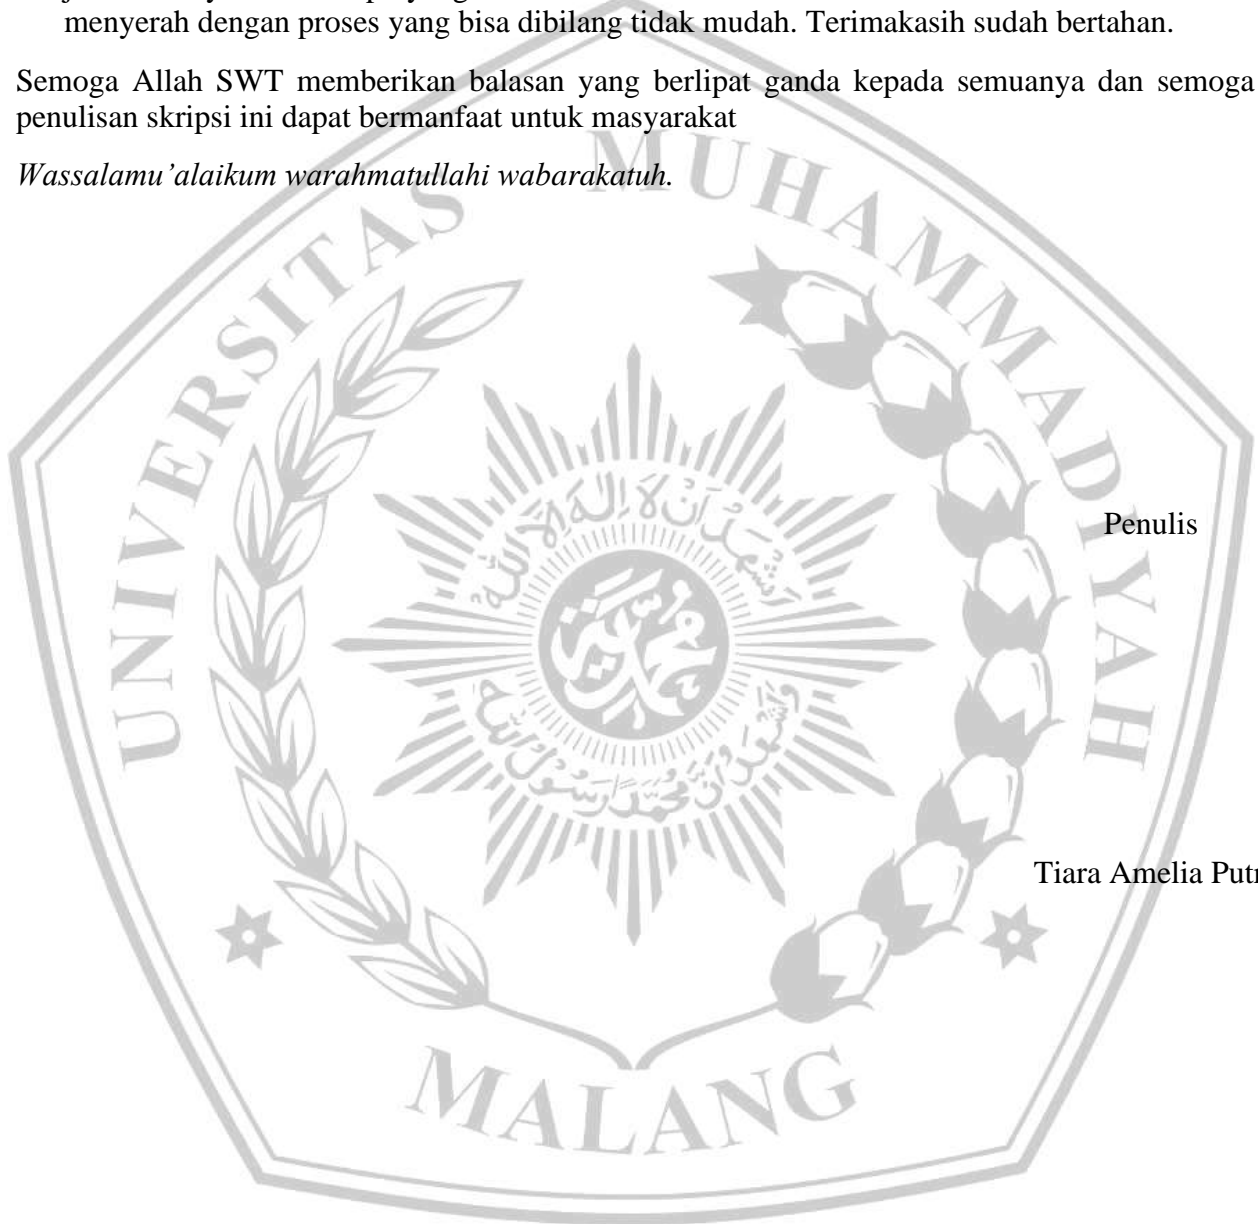 menyerah dengan proses yang bisa dibilang tidak mudah. Terimakasih sudah bertahan.
Semoga Allah SWT memberikan balasan yang berlipat ganda kepada semuanya dan semoga
penulisan skripsi ini dapat bermanfaat untuk masyarakat
Wassalamu’alaikum warahmatullahi wabarakatuh.
UNIVERSITAS MUHAMMADIYAH
Penulis
Tiara Amelia Putr
MALANG